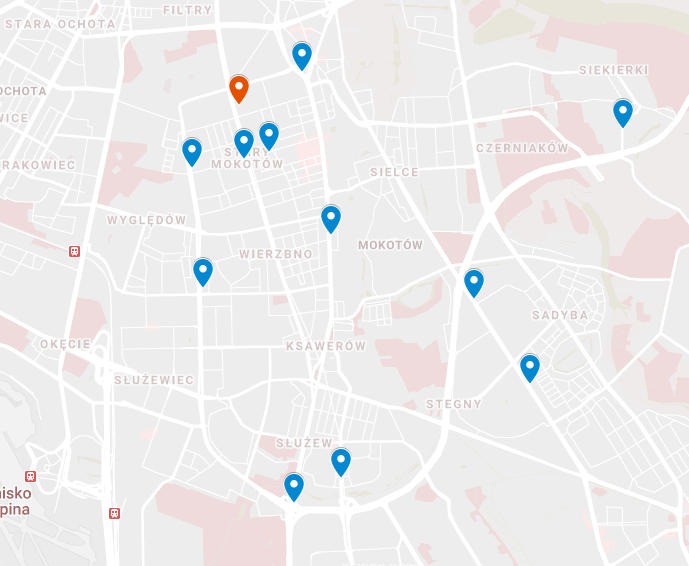 FILTRY
STARA OCHOTA
SIEKIERKI
OCHOTA
WICE
CZERNIAKÓW
STARY
MOKOTÓW
RAKOWIEC
SIELCE
WYGLĘDÓW
MOKOTÓW
WIERZBNO
SADYBA
OKĘCIE
KSAWERÓW
SŁUŻEWIEC
STEGNY
SŁUŻEW
nisko
pina